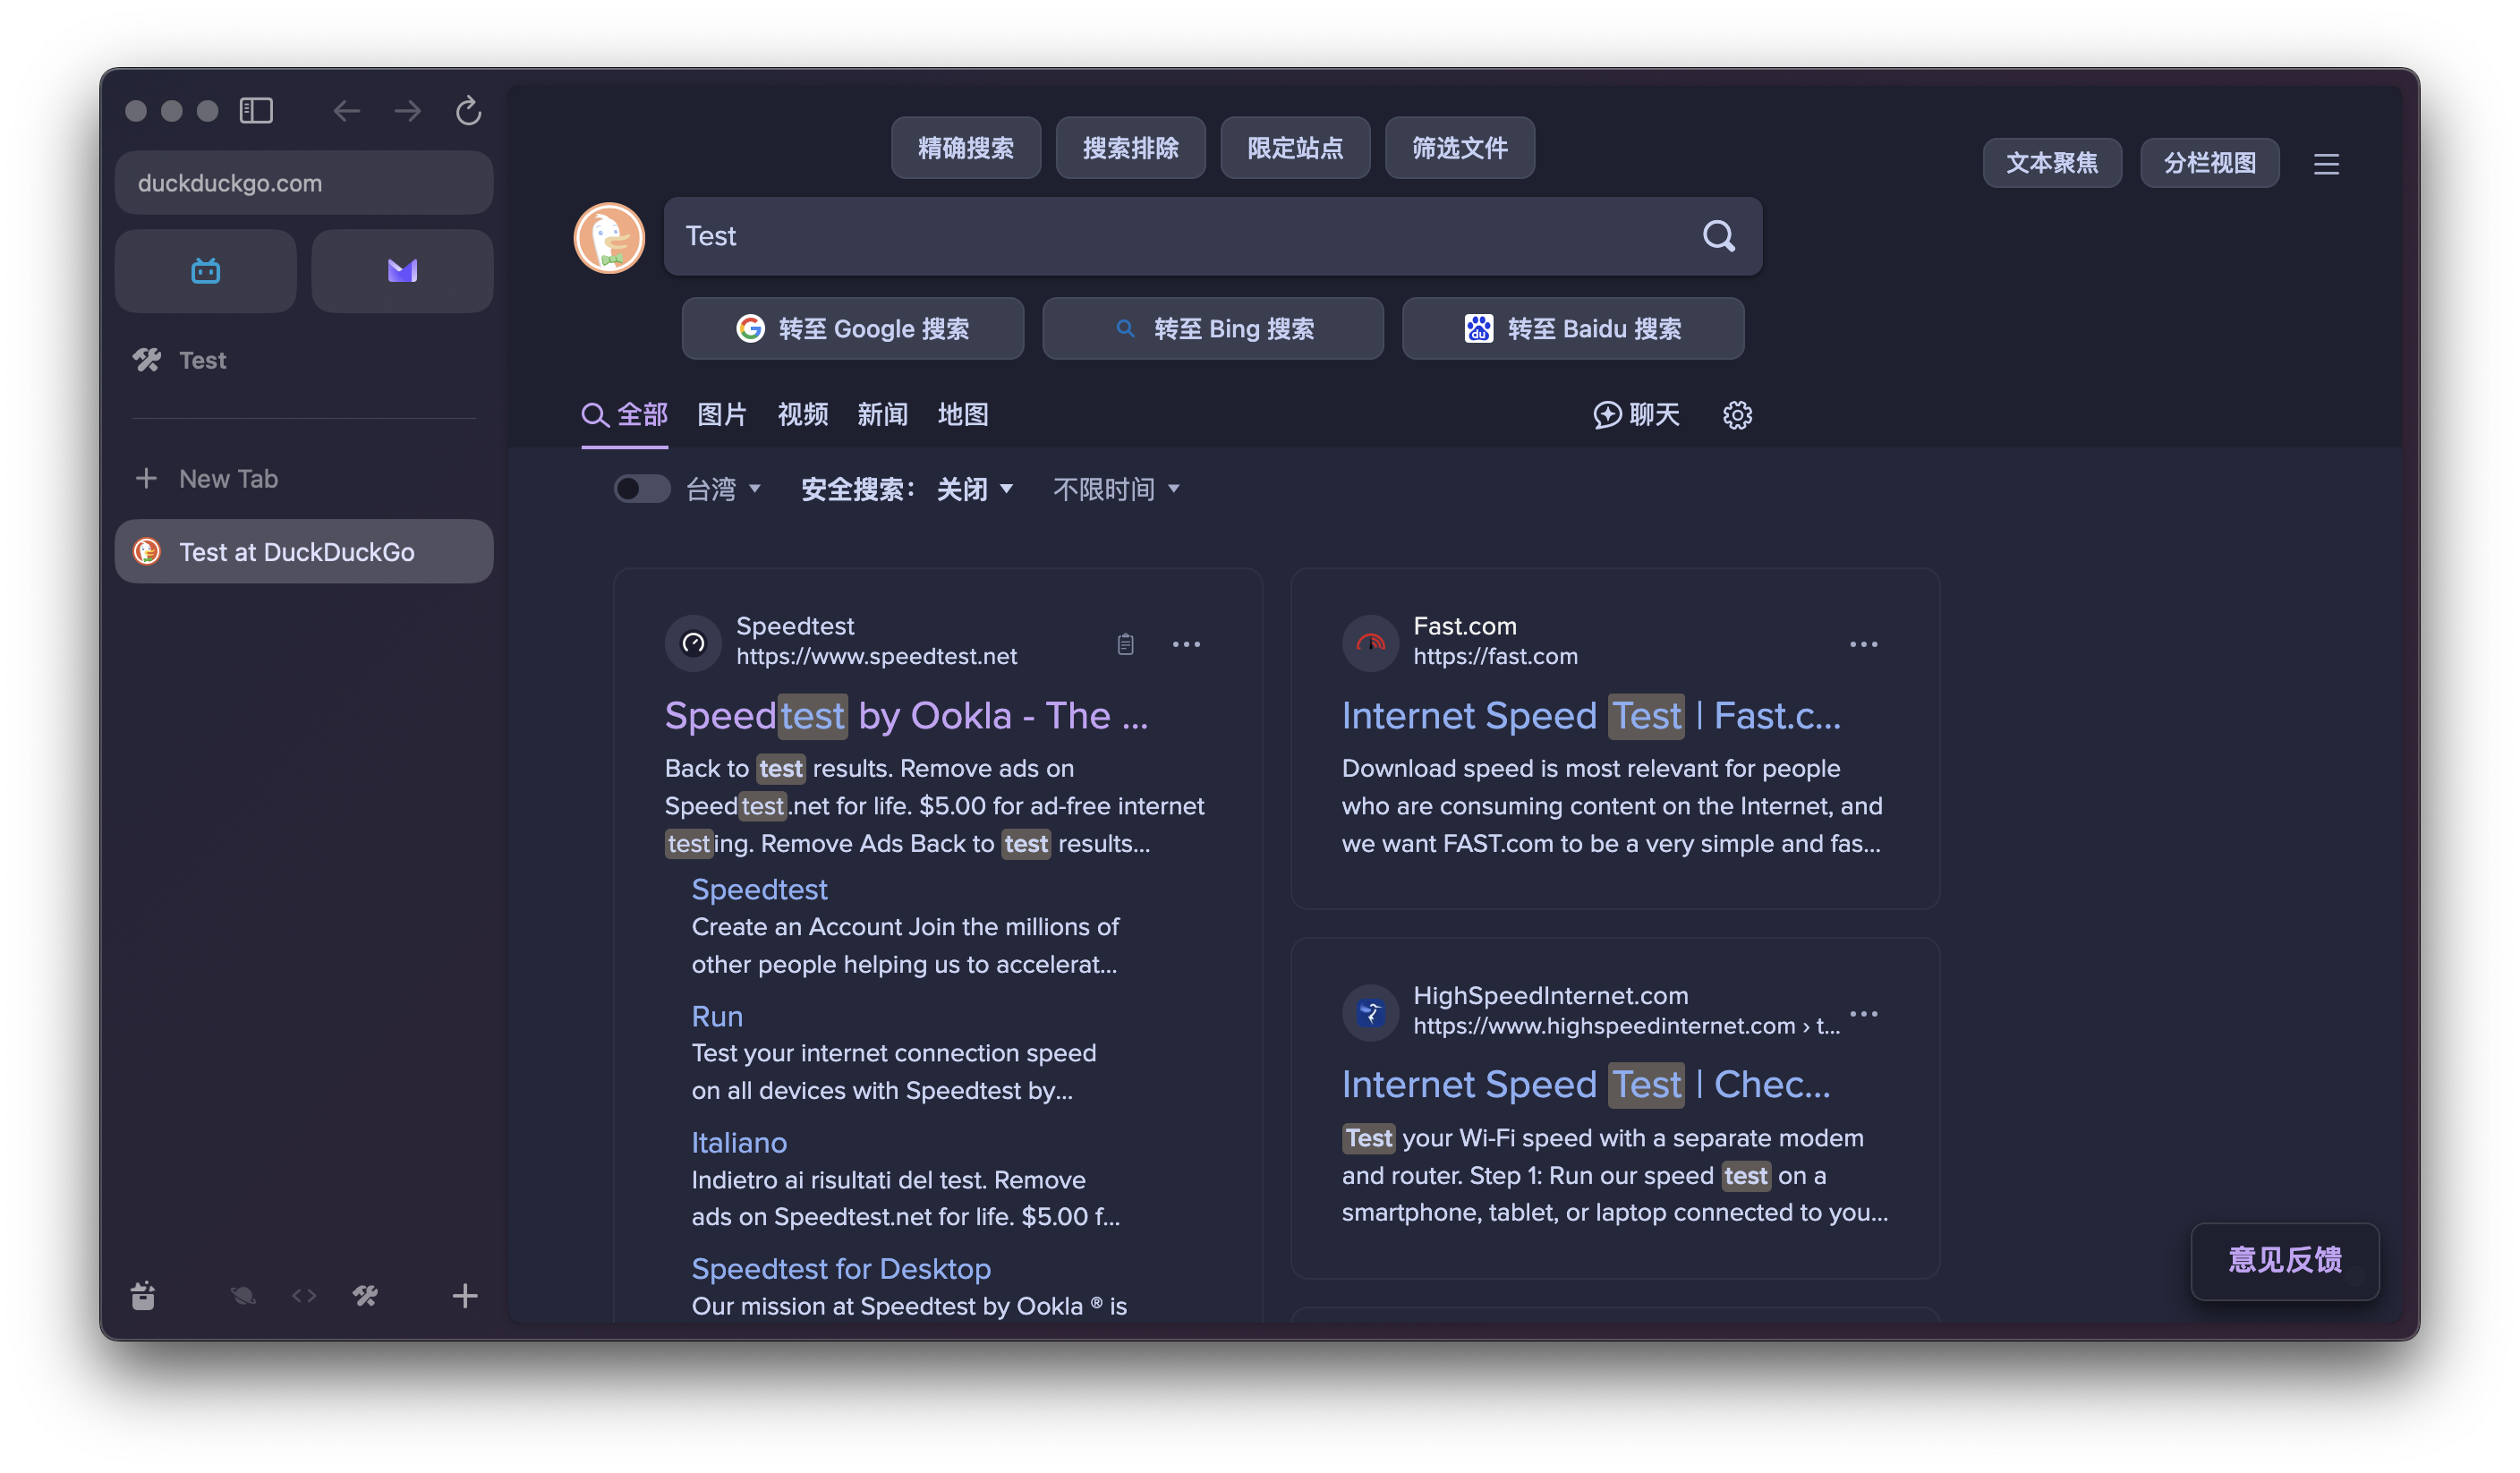 duckduckgo.com
Test
New Tab
Test at DuckDuckGo
精确搜索
搜索排除
限定站点
筛选文件
文本聚焦
分栏视图
Test
转至 Google 搜索
转至 Bing 搜索
du
转至 Baidu 搜索
全部
图片
视频
新闻
地图
聊天
台湾
安全搜索： 关闭
不限时间
Speedtest
https://www.speedtest.net
Speedtest by Ookla - The ...
Back to test results. Remove ads on
Speedtest.net for life. $5.00 for ad-free internet
testing. Remove Ads Back to test results...
Speedtest
Create an Account Join the millions of
other people helping us to accelerat...
Run
Test your internet connection speed
on all devices with Speedtest by...
Italiano
Indietro ai risultati del test. Remove
ads on Speedtest.net for life. $5.00 f...
Speedtest for Desktop
Our mission at Speedtest by Ookla ® is
Fast.com
https://fast.com
Internet Speed Test | Fast.c...
Download speed is most relevant for people
who are consuming content on the Internet, and
we want FAST.com to be a very simple and fas...
HighSpeedInternet.com
https://www.highspeedinternet.com › t...
Internet Speed Test | Chec...
Test your Wi-Fi speed with a separate modem
and router. Step 1: Run our speed test on a
smartphone, tablet, or laptop connected to you...
意见反馈